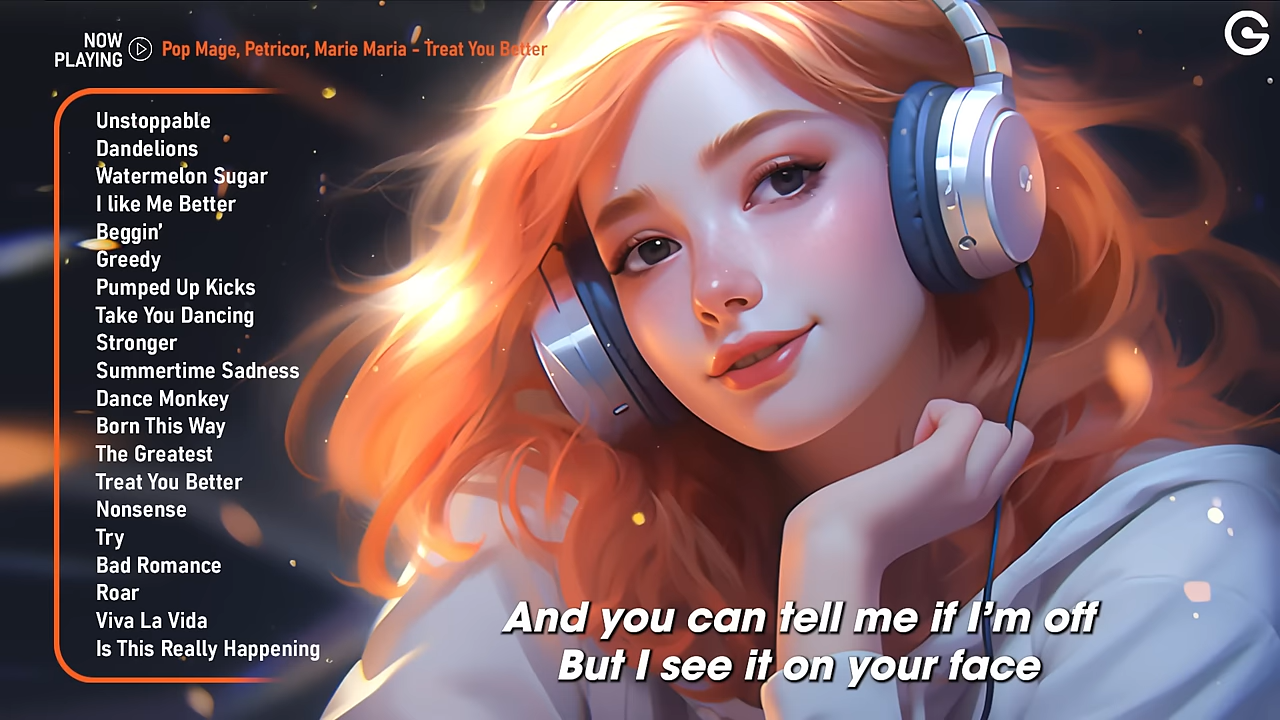 NOW
PLAYING
Pop Mage, Petricor, Marie Maria - Treat You Better
Unstoppable
Dandelions
Watermelon Sugar
I like Me Better
Beggin’
Greedy
Pumped Up Kicks
Take You Dancing
Stronger
Summertime Sadness
Dance Monkey
Born This Way
The Greatest
Treat You Better
Nonsense
Try
Bad Romance
Roar
Viva La Vida
Is This Really Happening
And you can tell me if I’m off
But I see it on your face